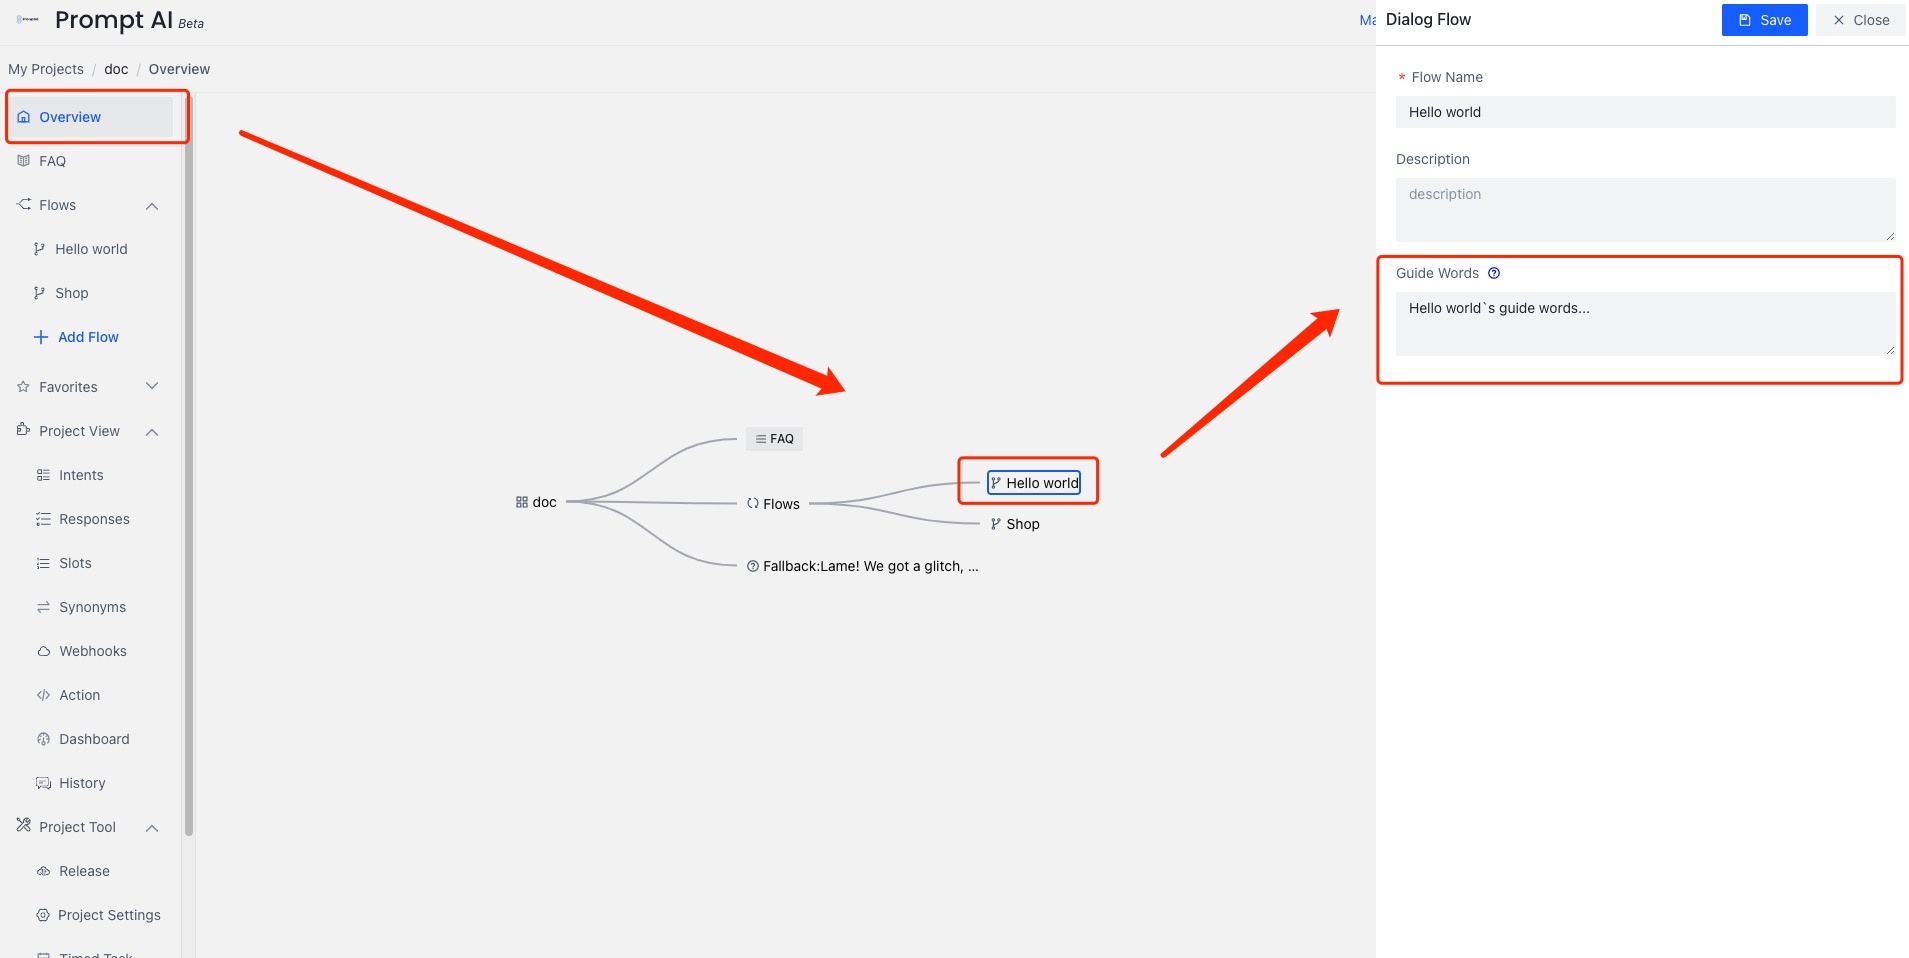 Prompt AI Beta
Ma
My Projects / doc / Overview
Overview
FAQ
Flows
Hello world
Shop
Add Flow
Favorites
Project View
Intents
Responses
Slots
Synonyms
Webhooks
Action
Dashboard
History
Project Tool
Release
Project Settings
Timed Task
doc
FAQ
Flows
Hello world
Shop
Fallback:Lame! We got a glitch, ...
Dialog Flow
Save
Close
* Flow Name
Hello world
Description
description
Guide Words
Hello world`s guide words...